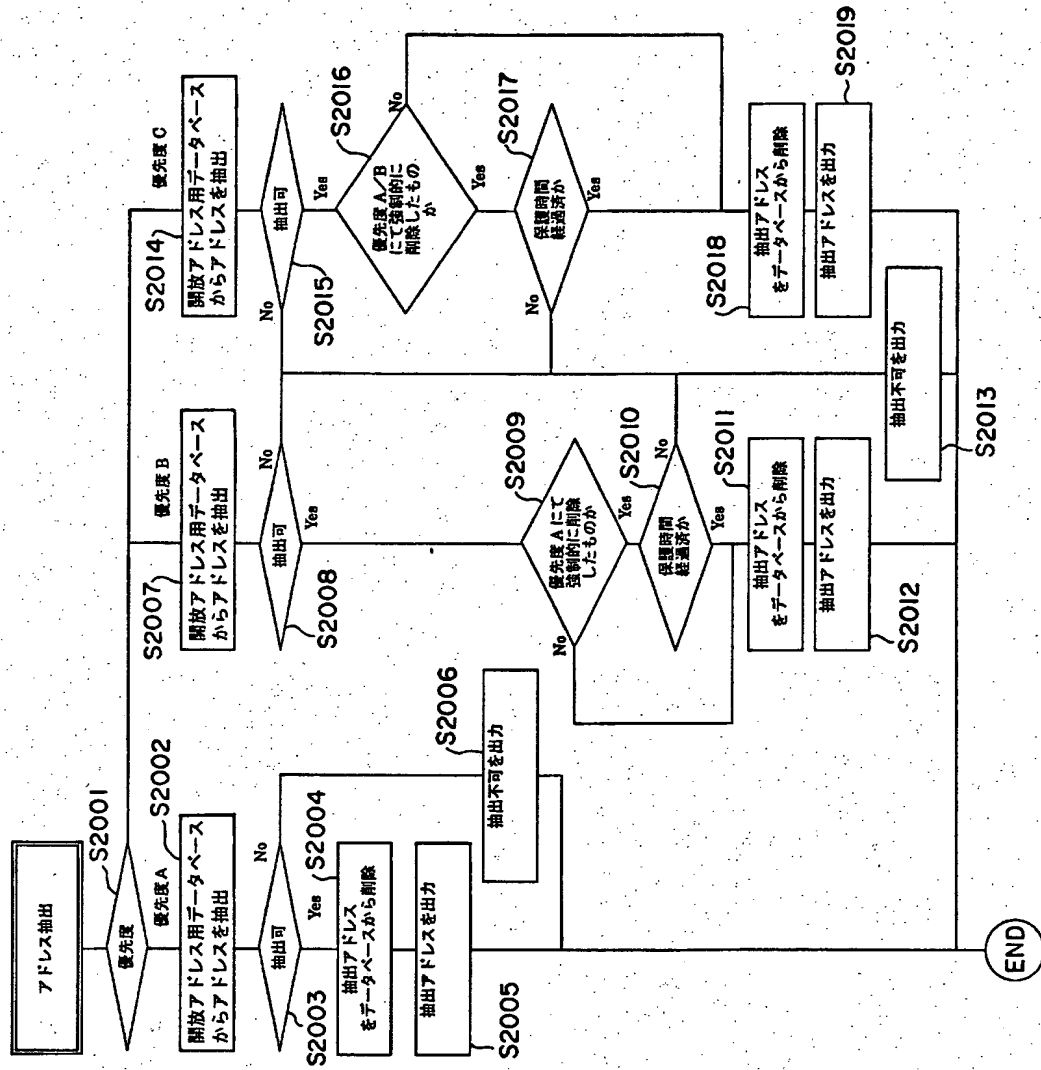 アドレス抽出
優先度
S2001
優先度A
S2002
開放アドレス用データベース
からアドレスを抽出
抽出可
S2003
No
Yes
S2004
抽出アドレス
をデータベースから削除
抽出アドレスを出力
S2005
抽出不可を出力
S2006
優先度B
S2007
開放アドレス用データベース
からアドレスを抽出
抽出可
S2008
No
Yes
優先度Aにて
強制的に削除
したものか
S2009
No
Yes
保護時間
経過済か
S2010
No
Yes
S2011
抽出アドレス
をデータベースから削除
抽出アドレスを出力
S2012
抽出不可を出力
S2013
優先度C
S2014
開放アドレス用データベース
からアドレスを抽出
抽出可
S2015
No
Yes
優先度A/B
にて強制的に
削除したもの
か
S2016
No
Yes
保護時間
経過済か
S2017
No
Yes
抽出アドレス
をデータベースから削除
S2018
抽出アドレスを出力
S2019
END